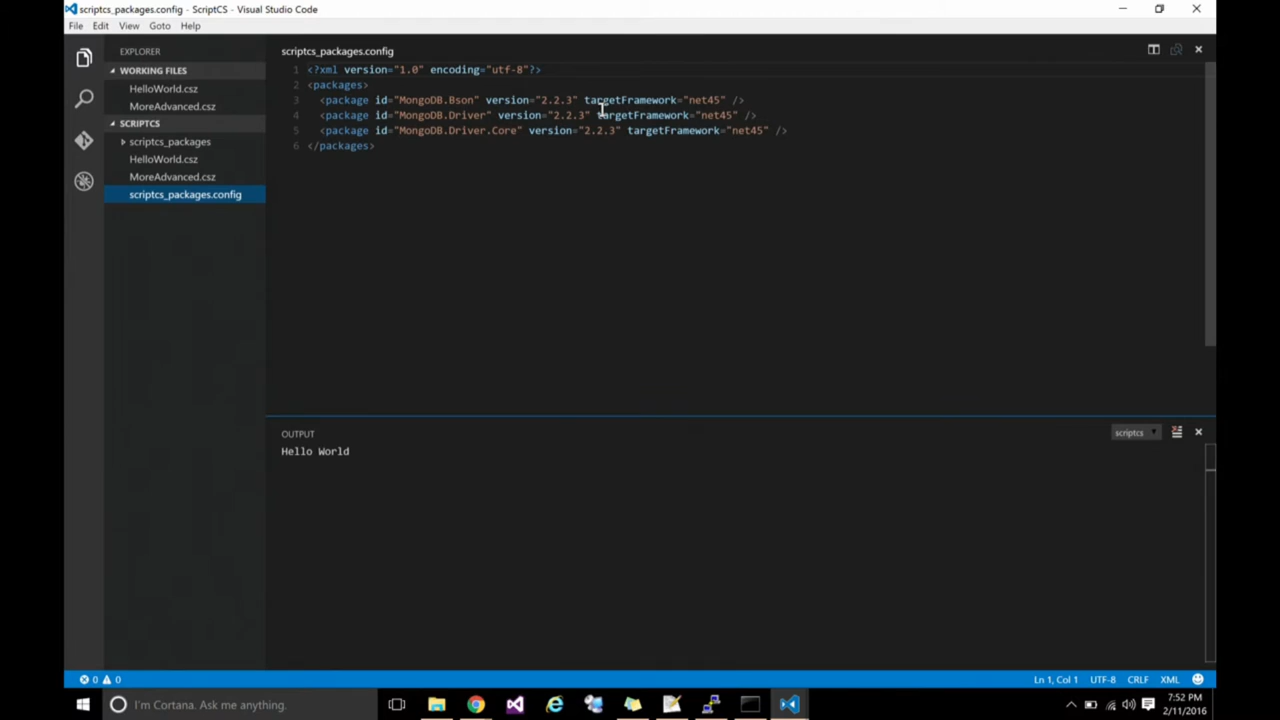 scriptcs_packages.config - ScriptCS - Visual Studio Code
File Edit View Goto Help
EXPLORER
WORKING FILES
HelloWorld.csz
MoreAdvanced.csz
SCRIPTCS
scriptcs_packages
HelloWorld.csz
MoreAdvanced.csz
scriptcs_packages.config
scriptcs_packages.config
1 <?xml version="1.0" encoding="utf-8"?>
2 <packages>
3 <package id="MongoDB.Bson" version="2.2.3" targetFramework="net45" />
4 <package id="MongoDB.Driver" version="2.2.3" targetFramework="net45" />
5 <package id="MongoDB.Driver.Core" version="2.2.3" targetFramework="net45" />
6 </packages>
OUTPUT
scriptcs
Hello World
0 0
Ln 1, Col 1 UTF-8 CRLF XML
I'm Cortana. Ask me anything.
7:52 PM
2/11/2016